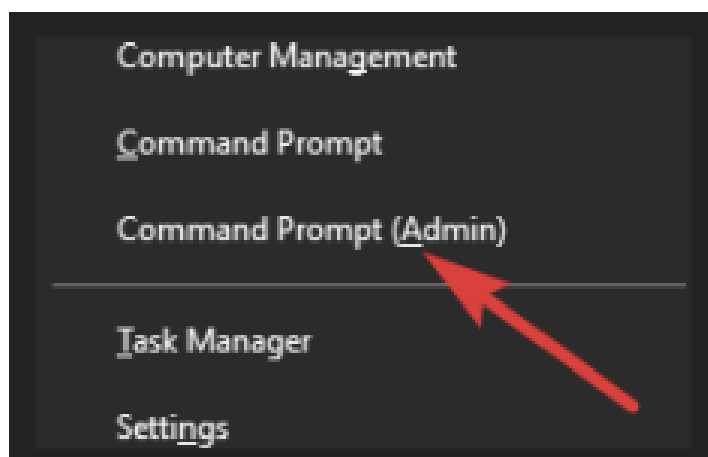 Computer Management
Command Prompt
Command Prompt (Admin)
Task Manager
Settings